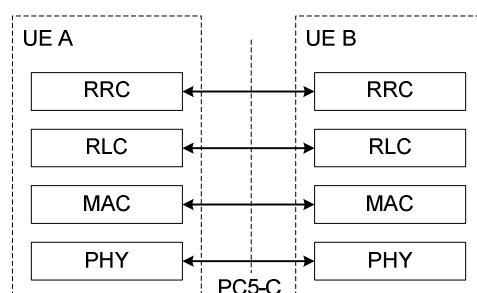 UE A UE B
RRC RRC
RLC RLC
MAC MAC
PHY PHY
PC5-C